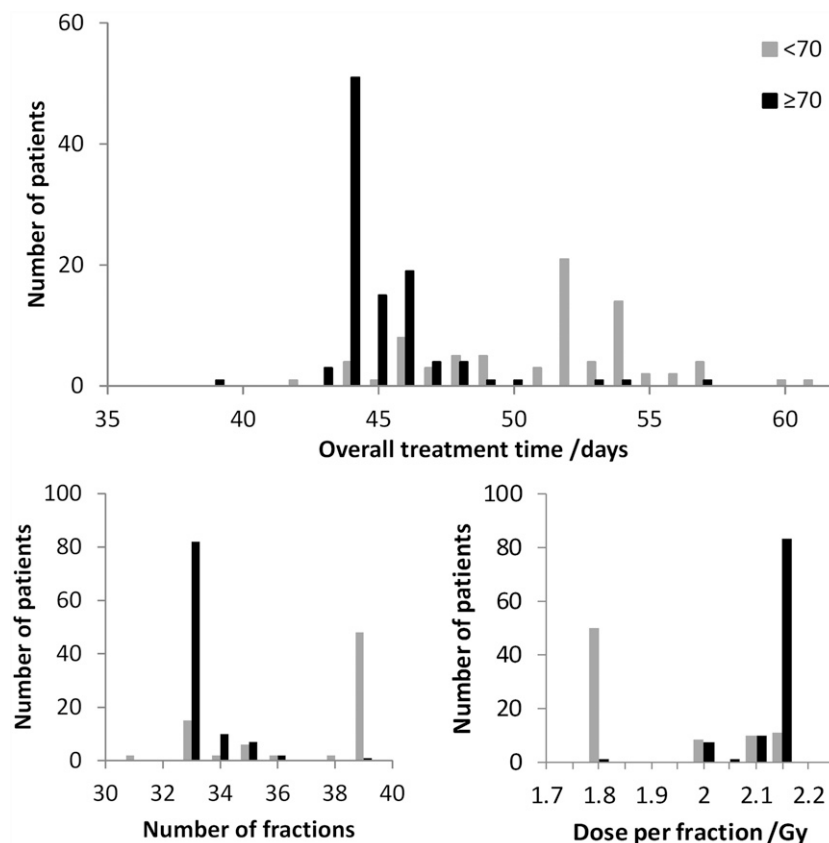 60
<70
≥70
Number of patients
40
20
0
35 40 45 50 55 60
Overall treatment time /days
100
80
Number of patients
60
40
20
0
30 32 34 36 38 40
Number of fractions
100
80
Number of patients
60
40
20
0
1.7 1.8 1.9 2 2.1 2.2
Dose per fraction /Gy